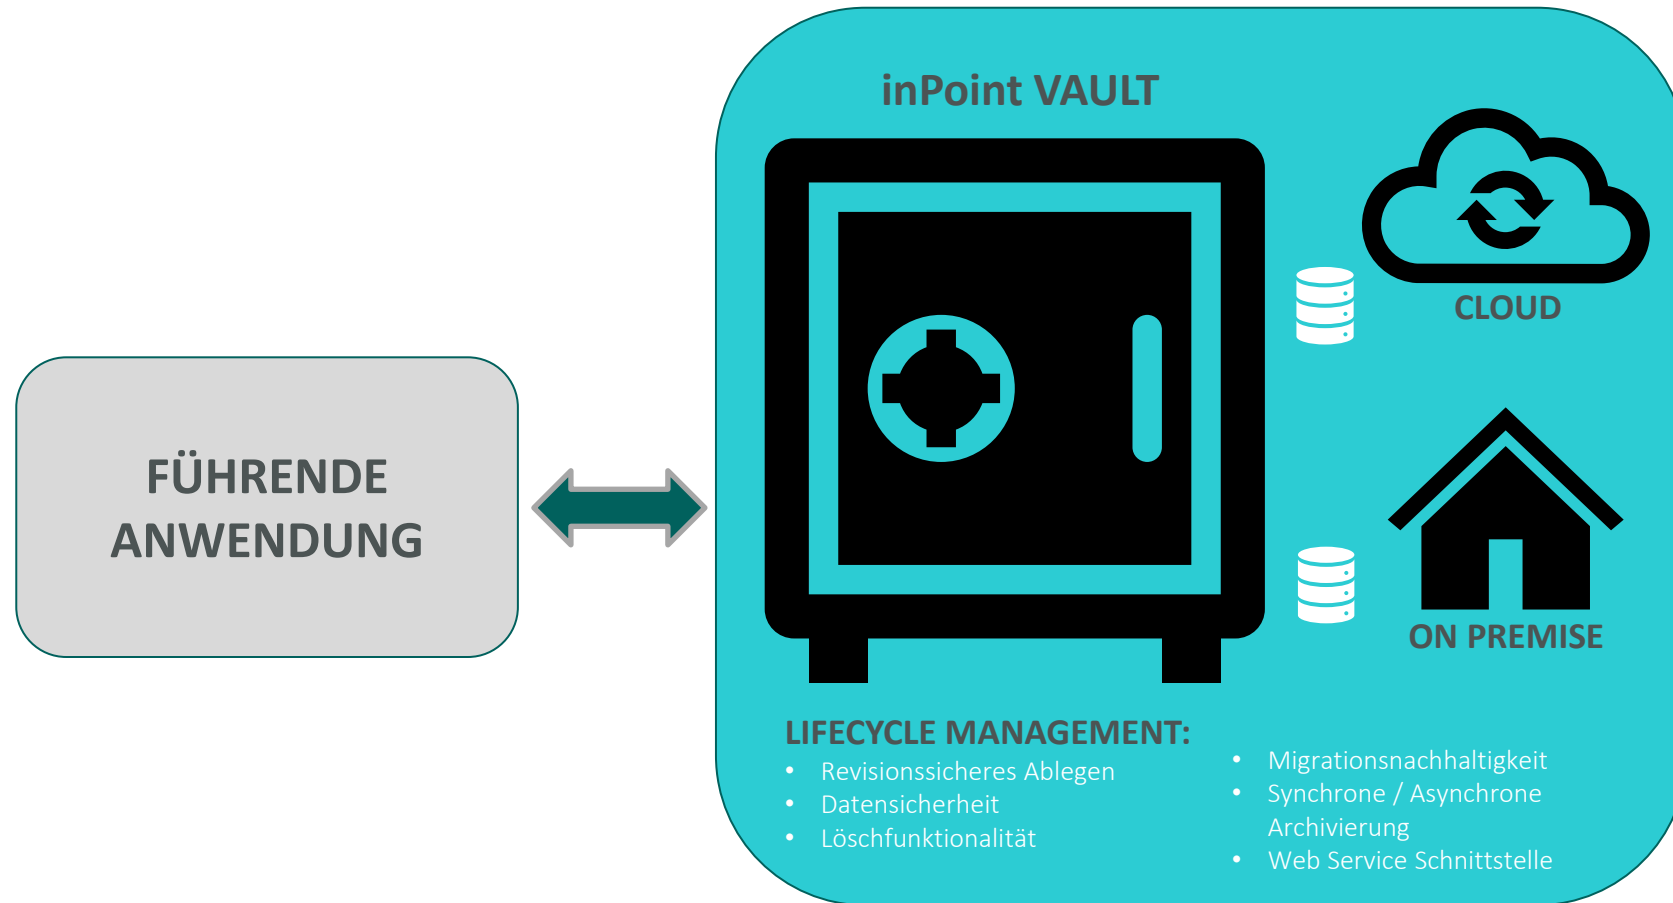 inPoint VAULT
CLOUD
FÜHRENDE
ANWENDUNG
ON PREMISE
LIFECYCLE MANAGEMENT:
• Revisionssicheres Ablegen
• Datensicherheit
• Löschfunktionalität
• Migrationsnachhaltigkeit
• Synchrone / Asynchrone
Archivierung
• Web Service Schnittstelle